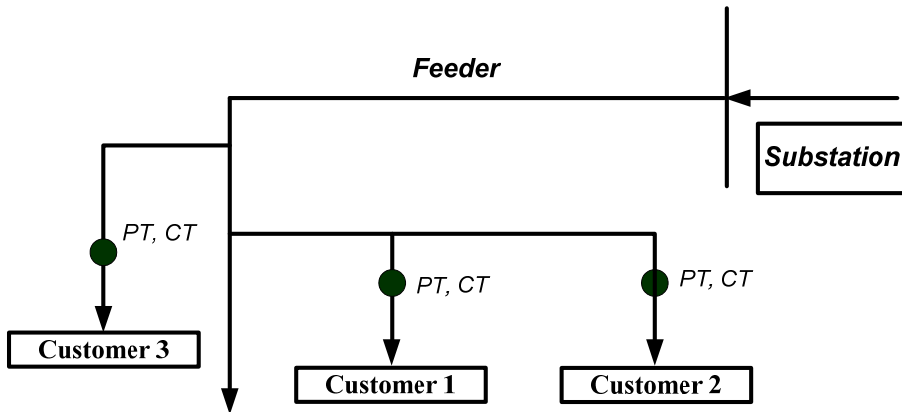 Feeder
Substation
PT, CT
PT, CT
PT, CT
Customer 3
Customer 1
Customer 2